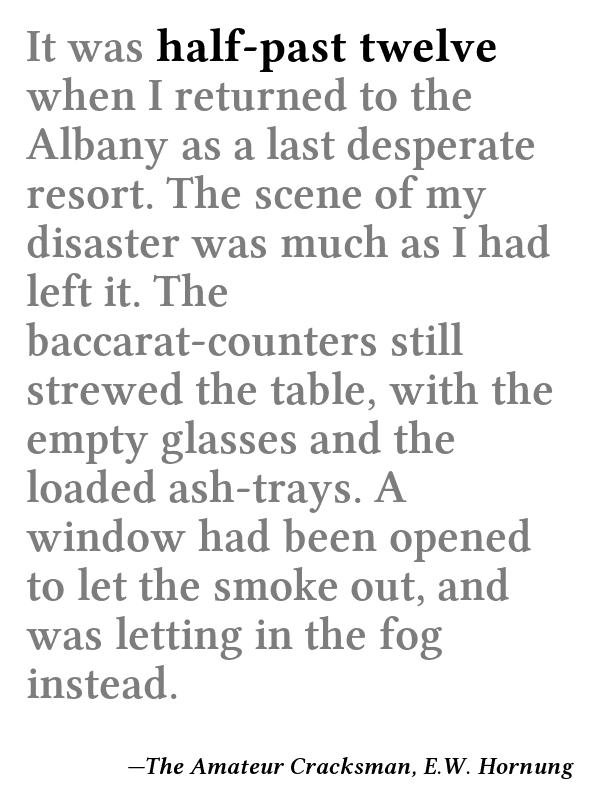 It was half-past twelve
when I returned to the
Albany as a last desperate
resort. The scene of my
disaster was much as I had
left it. The
baccarat-counters still
strewed the table, with the
empty glasses and the
loaded ash-trays. A
window had been opened
to let the smoke out, and
was letting in the fog
instead.
—The Amateur Cracksman, E.W. Hornung